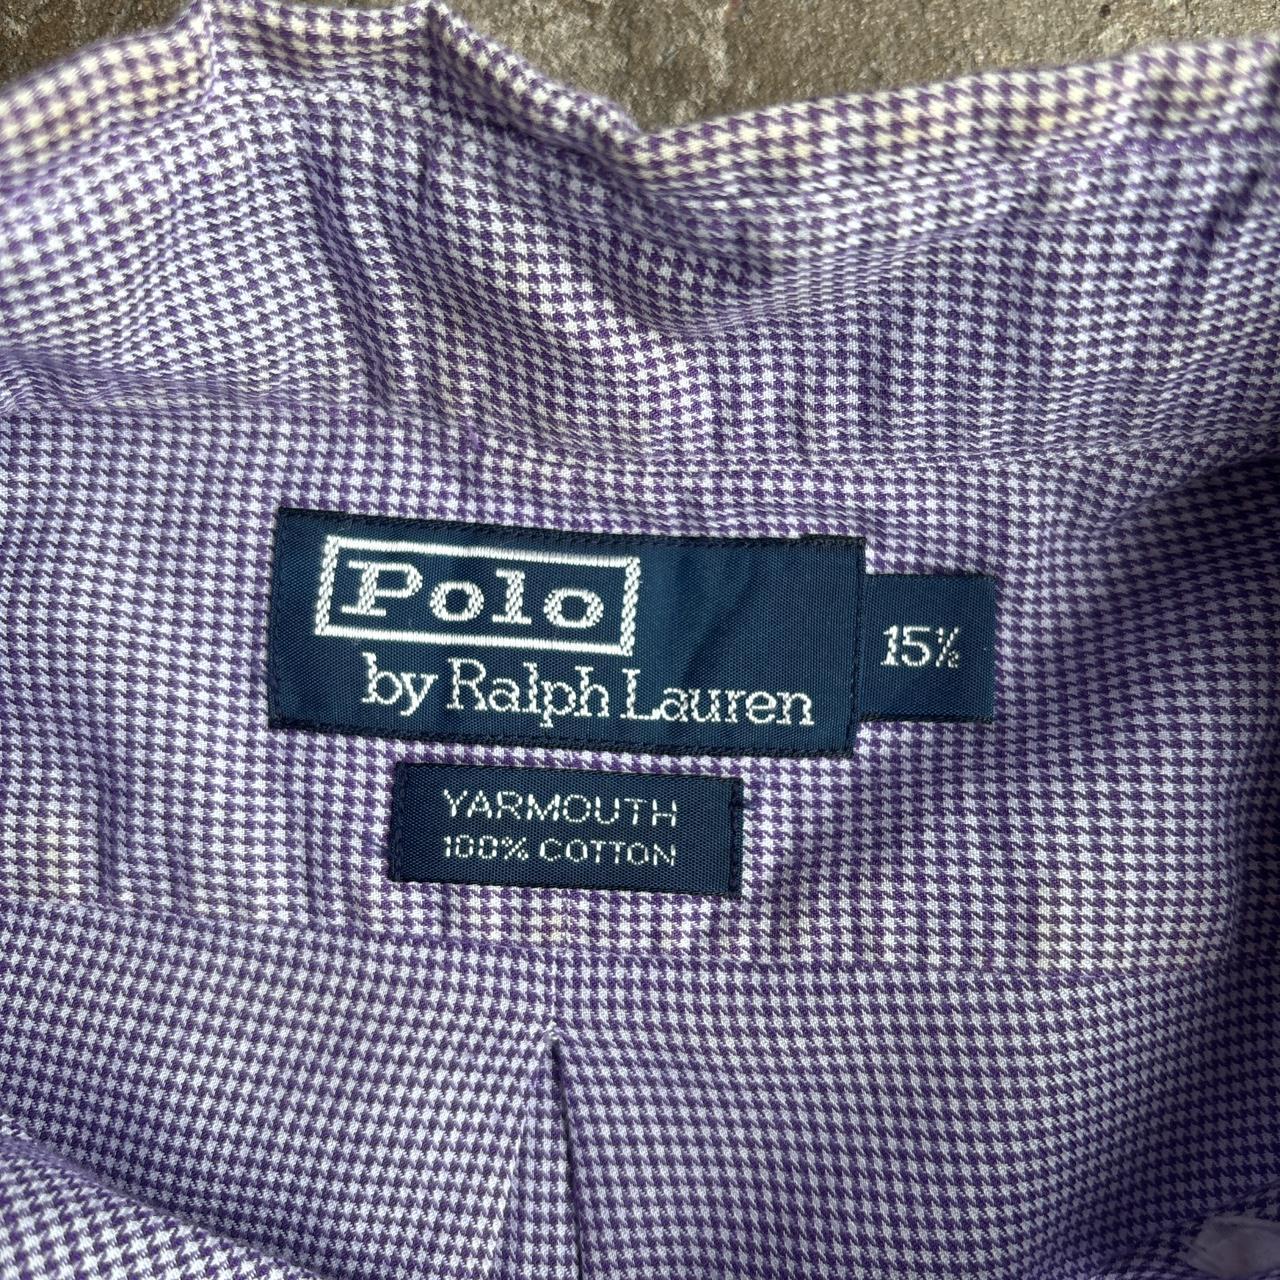 Polo
by Ralph Lauren
15½
YARMOUTH
100% COTTON